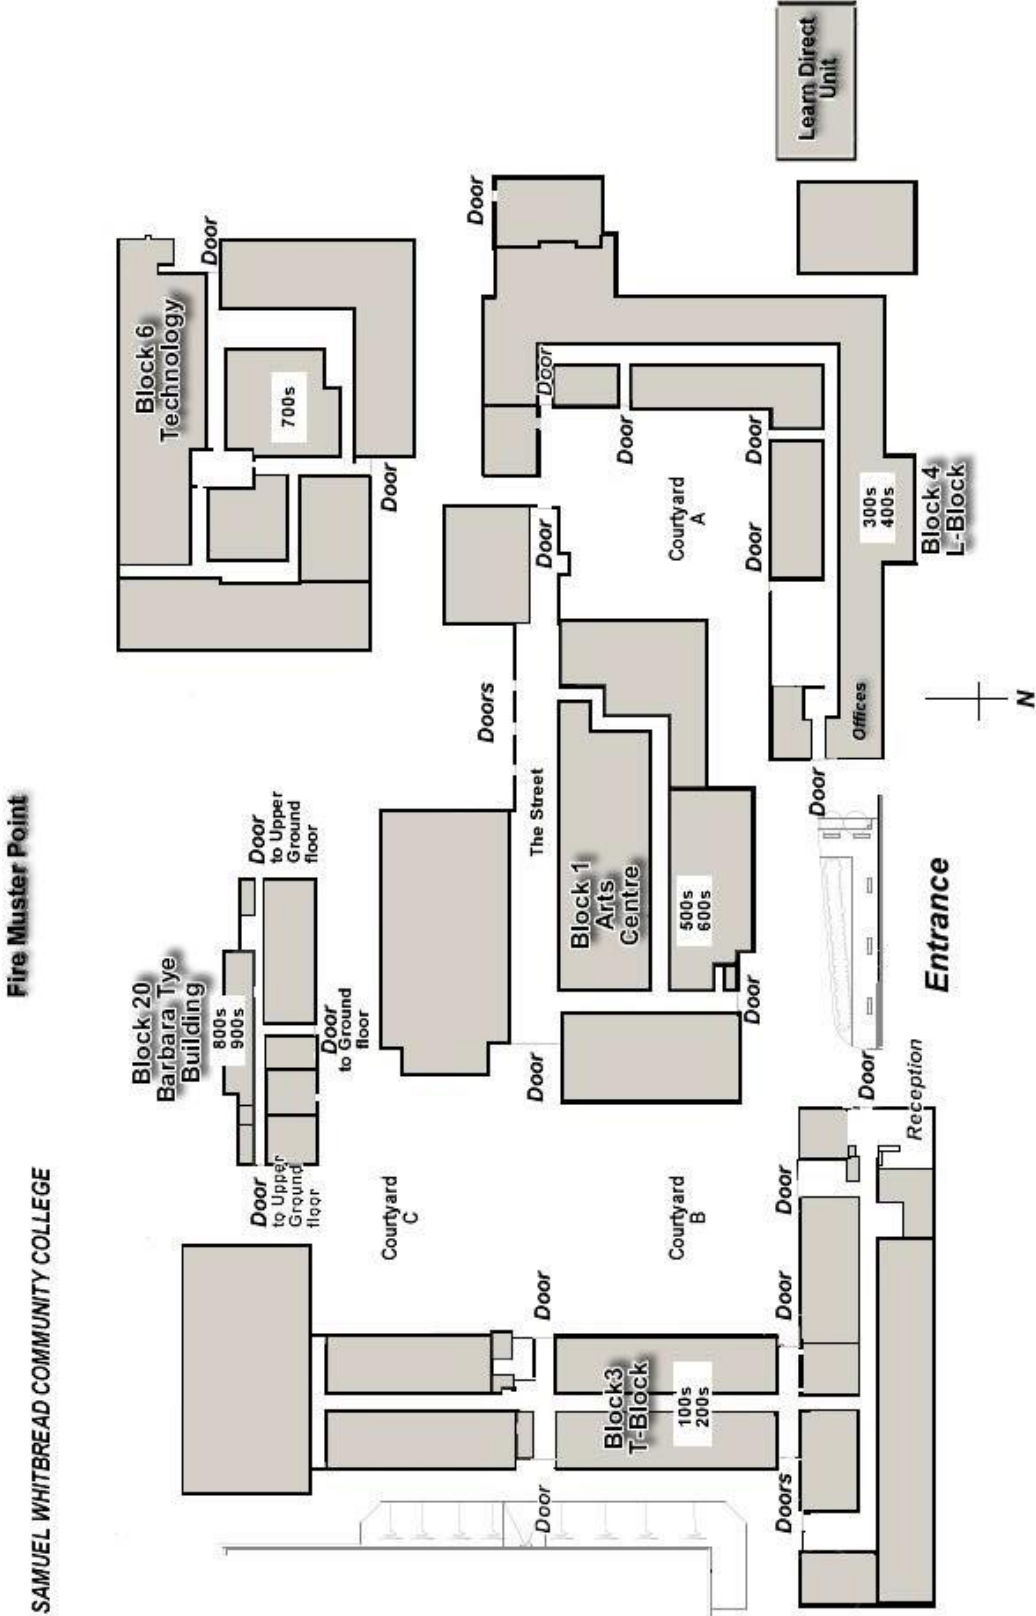 SAMUEL WHITBREAD COMMUNITY COLLEGE
Fire Muster Point
Block 20
Barbara Tye
Building
800s
900s
Block 6
Technology
700s
Door
Door
Door
to Upper
Ground
floor
Door
to Ground
floor
Door
to Upper
Ground
floor
Courtyard
C
Doors
Door
Door
Door
Door
Door
The Street
Door
Door
Block 1
Arts
Centre
500s
600s
Block3
T-Block
100s
200s
Courtyard
B
Courtyard
A
Door
Door
Door
Door
Door
Door
Doors
Door
Door
Reception
Entrance
Offices
300s
400s
Block 4
L-Block
Learn Direct
Unit
N